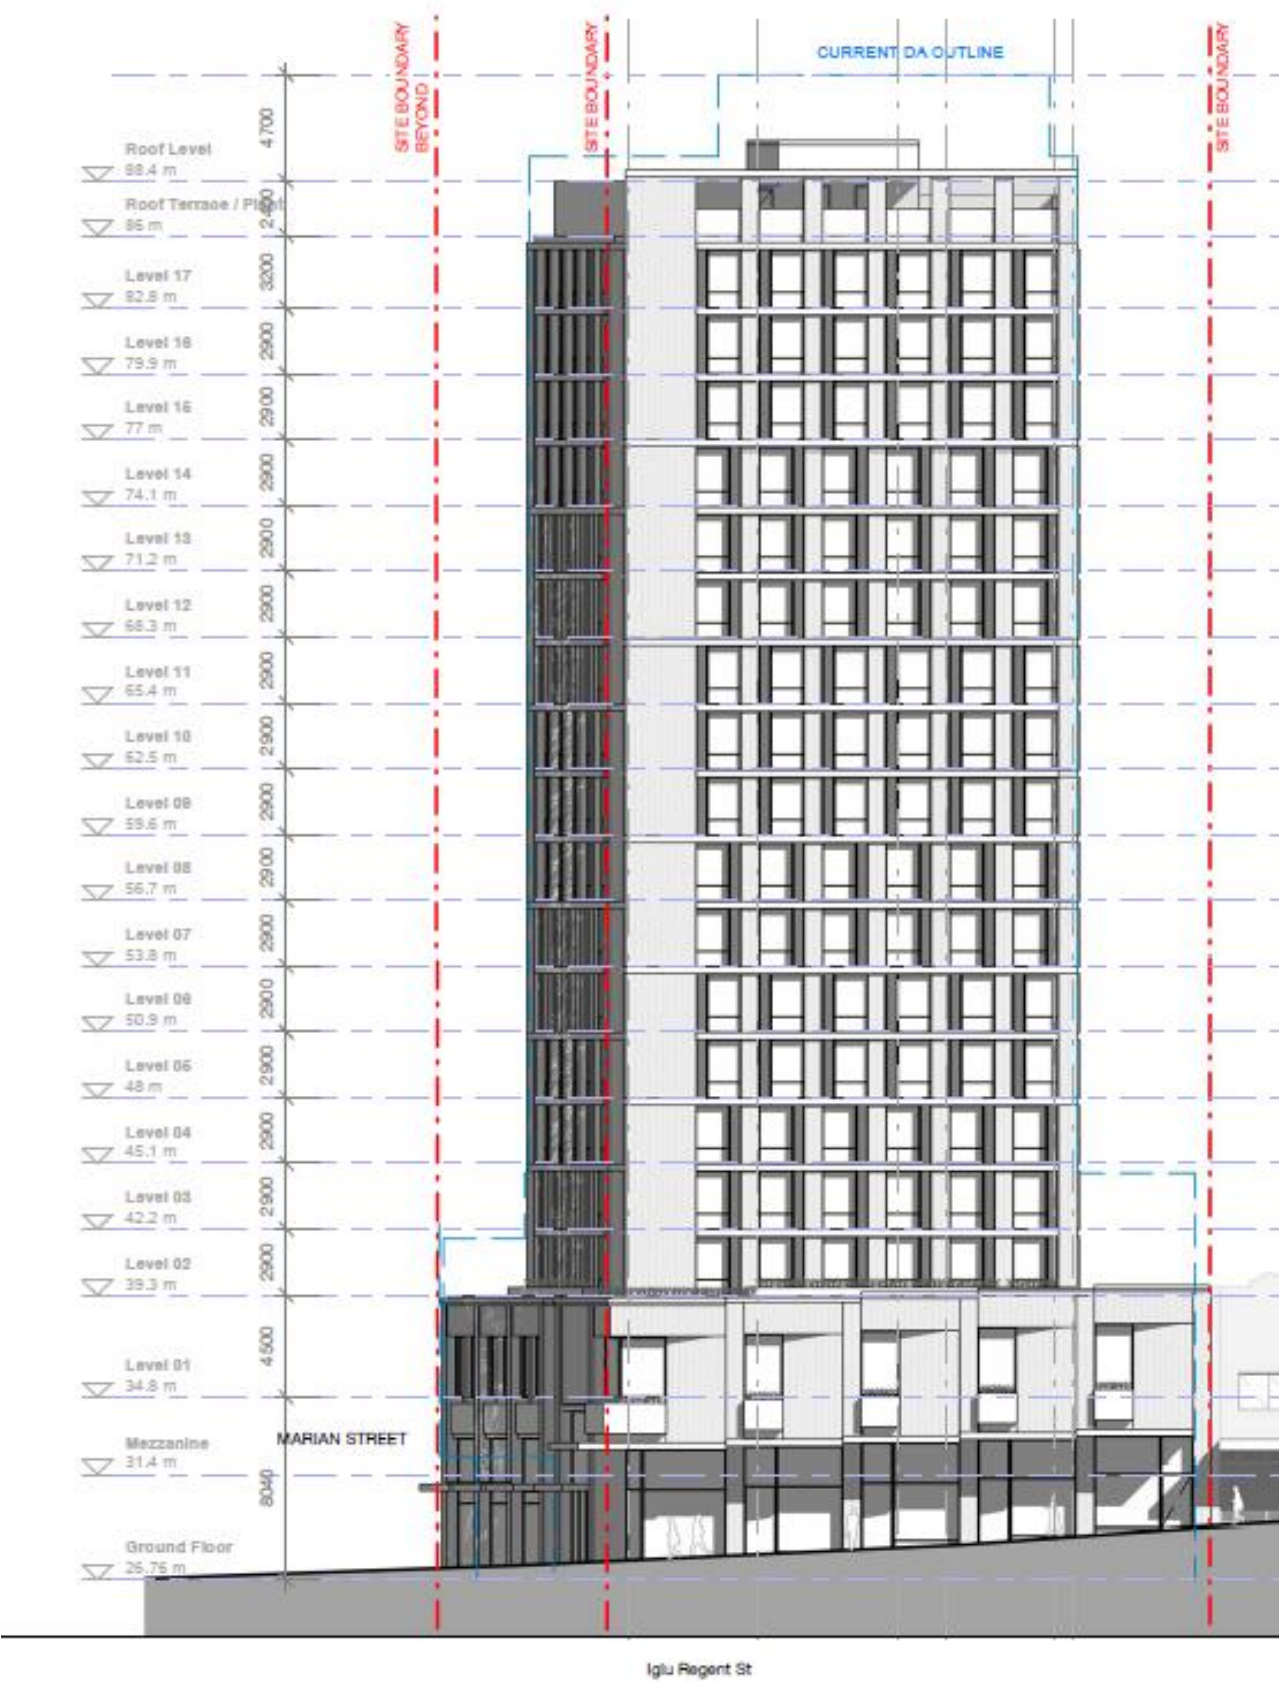 SITE BOUNDARY
BEYOND
SITE BOUNDARY
CURRENT DA OUTLINE
SITE BOUNDARY
4700
Roof Level
88.4 m
2400
Roof Terrace / Plant
86 m
3200
Level 17
82.8 m
2900
Level 16
79.9 m
2900
Level 15
77 m
2900
Level 14
74.1 m
2900
Level 13
71.2 m
2900
Level 12
68.3 m
2900
Level 11
65.4 m
2900
Level 10
62.5 m
2900
Level 09
59.6 m
2900
Level 08
56.7 m
2900
Level 07
53.8 m
2900
Level 06
50.9 m
2900
Level 05
48 m
2900
Level 04
45.1 m
2900
Level 03
42.2 m
2900
Level 02
39.3 m
4500
Level 01
34.8 m
MARIAN STREET
Mezzanine
31.4 m
8040
Ground Floor
26.76 m
Iglu Regent St